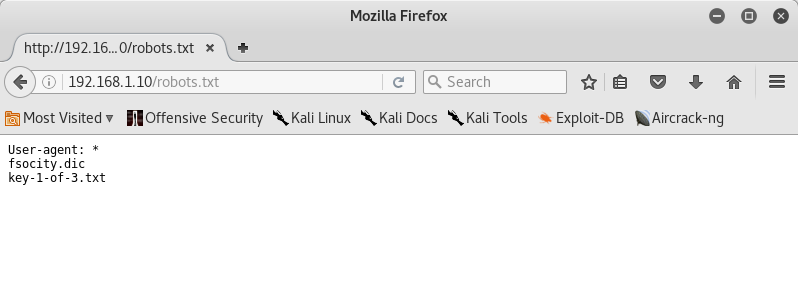 Mozilla Firefox
http://192.16...0/robots.txt
192.168.1.10/robots.txt
Search
Most Visited
Offensive Security
Kali Linux
Kali Docs
Kali Tools
Exploit-DB
Aircrack-ng
User-agent: *
fsocity.dic
key-1-of-3.txt